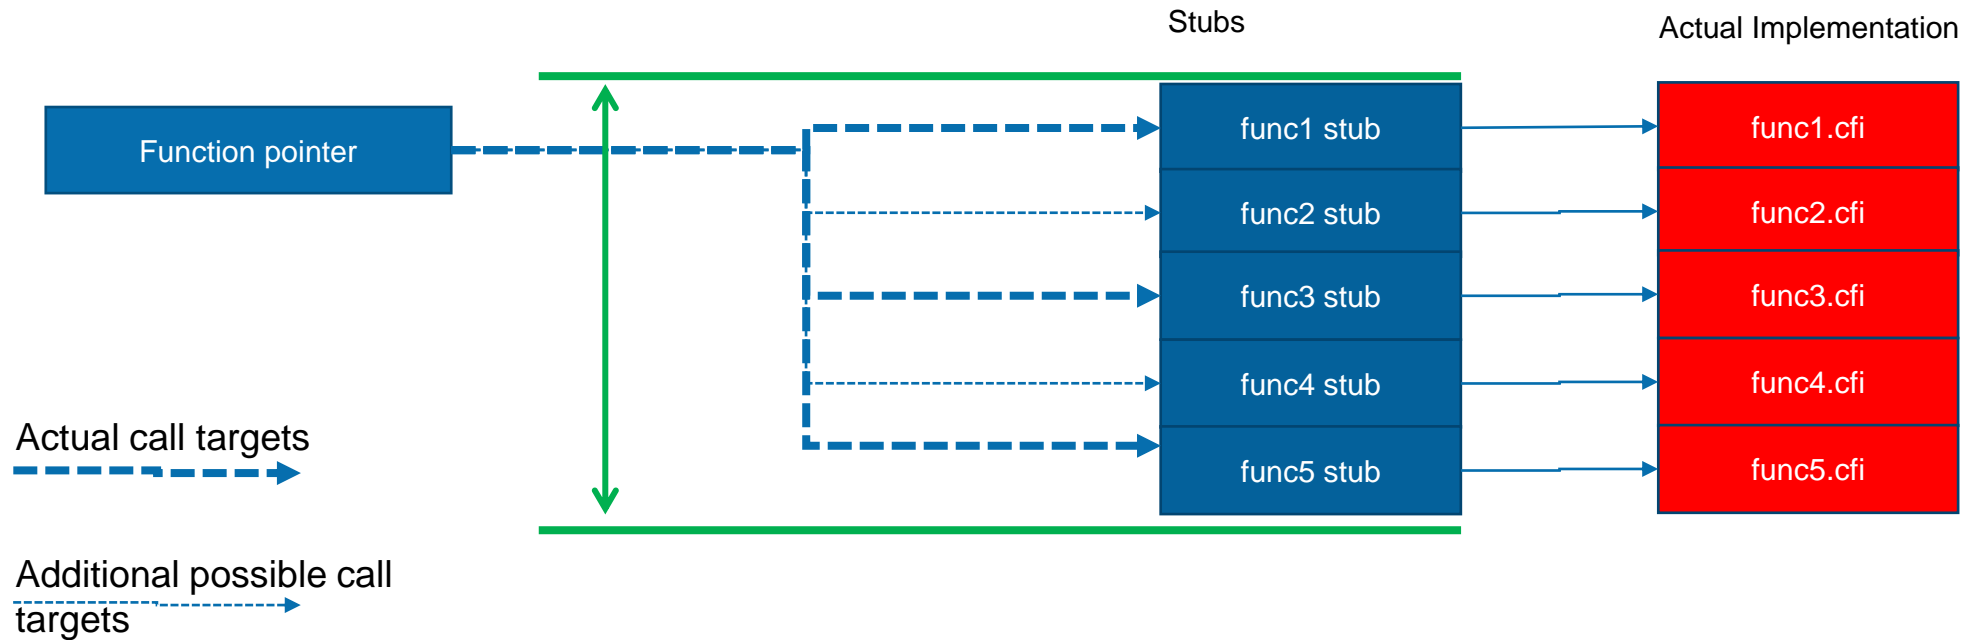 Stubs
Actual Implementation
Function pointer
func1 stub
func1.cfi
func2 stub
func2.cfi
func3 stub
func3.cfi
func4 stub
func4.cfi
func5 stub
func5.cfi
Actual call targets
Additional possible call
targets